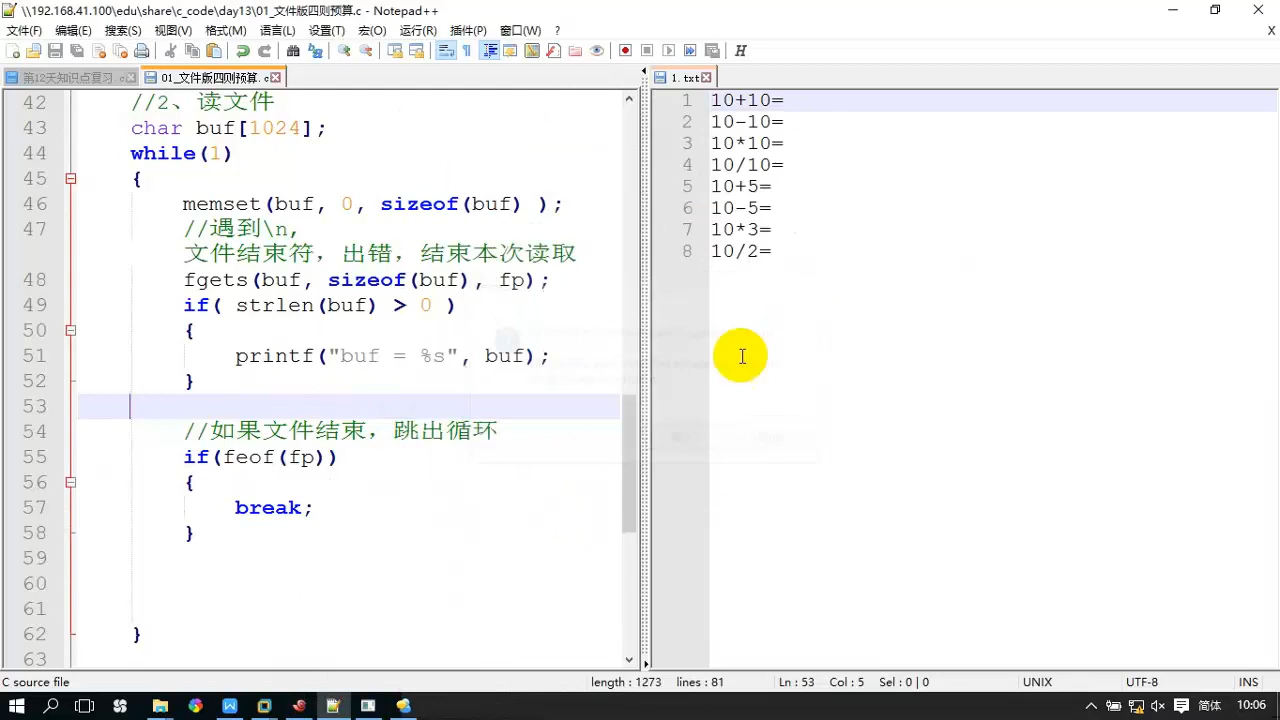 \\192.168.41.100\edu\share\c_code\day13\01_文件版四则预算.c - Notepad++
文件(F) 编辑(E) 搜索(S) 视图(V) 格式(M) 语言(L) 设置(T) 宏(O) 运行(R) 插件(P) 窗口(W) ? X
第12天知识点复习.c 01_文件版四则预算.c 1.txt
42 //2、读文件
43 char buf[1024];
44 while(1)
45 {
46 memset(buf, 0, sizeof(buf) );
47 //遇到\n,
文件结束符，出错，结束本次读取
48 fgets(buf, sizeof(buf), fp);
49 if( strlen(buf) > 0 )
50 {
51 printf("buf = %s", buf);
52 }
53
54 //如果文件结束，跳出循环
55 if(feof(fp))
56 {
57 break;
58 }
59
60
61
62 }
63
1 10+10=
2 10-10=
3 10*10=
4 10/10=
5 10+5=
6 10-5=
7 10*3=
8 10/2=
C source file length : 1273 lines : 81 Ln : 53 Col : 5 Sel : 0 | 0 UNIX UTF-8 INS
简体 10:06